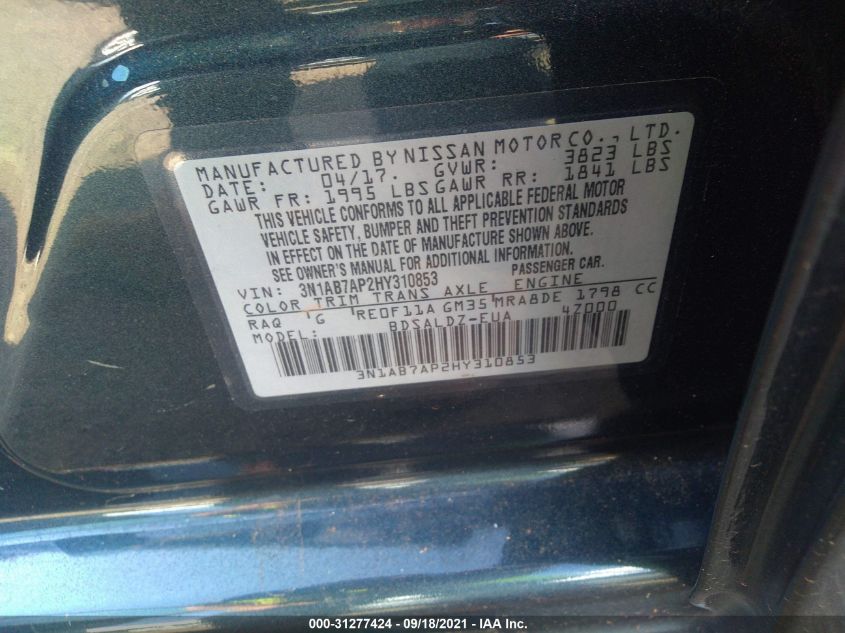 MANUFACTURED BY NISSAN MOTOR CO., LTD.
DATE: 04/17. GVWR: 3823 LBS
GAWR FR: 1995 LBS GAWR RR: 1841 LBS
THIS VEHICLE CONFORMS TO ALL APPLICABLE FEDERAL MOTOR
VEHICLE SAFETY, BUMPER AND THEFT PREVENTION STANDARDS
IN EFFECT ON THE DATE OF MANUFACTURE SHOWN ABOVE.
SEE OWNER'S MANUAL FOR ADDITIONAL INFORMATION.
VIN: 3N1AB7AP2HY310853 PASSENGER CAR.
COLOR TRIM TRANS AXLE ENGINE
RAQ G RE0F11A GM35 MRA8DE 1798 CC
MODEL: BDSALDZ-EUA 4Z000
3N1AB7AP2HY310853
000-31277424 - 09/18/2021 - IAA Inc.